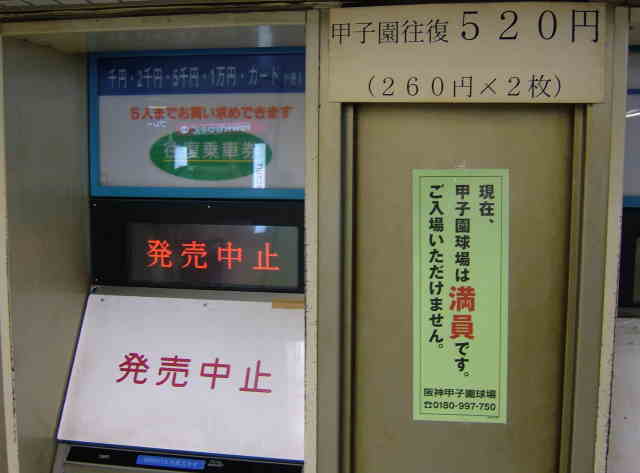 千円・2千円・5千円・1万円・カード
5人までお買い求めできます
往復乗車券
発売中止
発売中止
甲子園往復520円
(260円×2枚)
現在、
甲子園球場は満員です。
ご入場いただけません。
阪神甲子園球場
☎0180-997-750